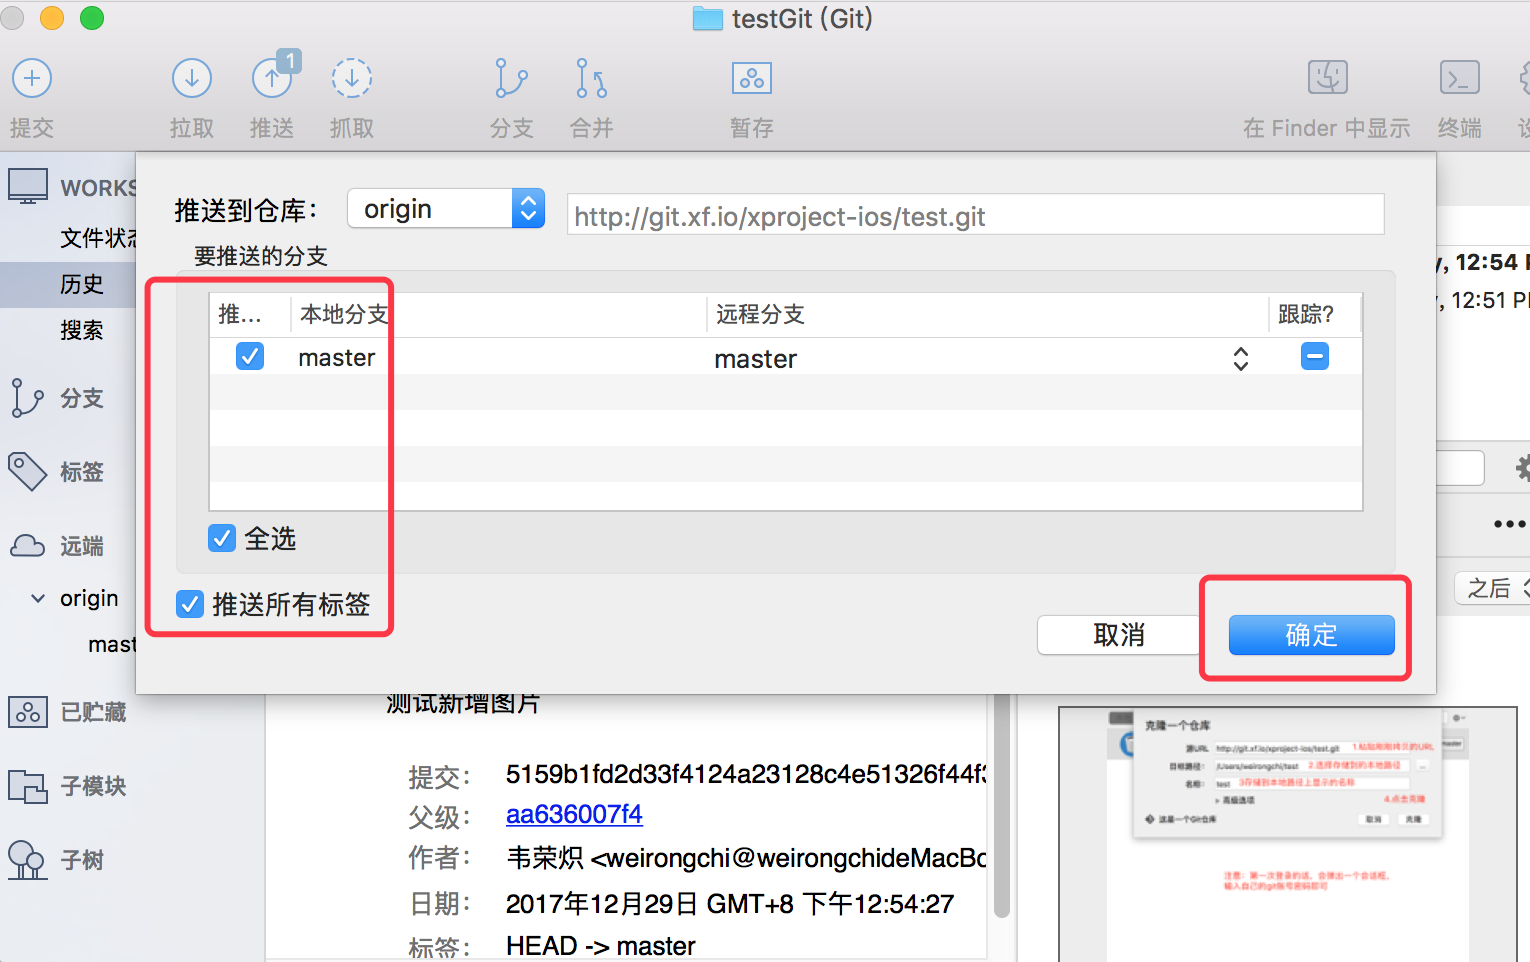 testGit (Git)
1
提交
拉取
推送
抓取
分支
合并
暂存
在 Finder 中显示
终端
WORKS
文件状态
历史
搜索
分支
标签
远端
origin
mast
已贮藏
子模块
子树
推送到仓库：
origin
http://git.xf.io/xproject-ios/test.git
要推送的分支
推...
本地分支
远程分支
跟踪?
master
master
全选
推送所有标签
取消
确定
y, 12:54 P
, 12:51 PI
之后
测试新增图片
提交：
5159b1fd2d33f4124a23128c4e51326f44f3
父级：
aa636007f4
作者：
韦荣炽 <weirongchi@weirongchideMacBo
日期：
2017年12月29日 GMT+8 下午12:54:27
标签：
HEAD -> master
克隆一个仓库
源URL
http://git.xf.io/xproject-ios/test.git
1.粘贴刚刚拷贝的URL
目标路径：
/Users/weirongchi/test
2.选择存储到的本地路径
...
名称：
test
3存储到本地路径上显示的名称
高级选项
4.点击克隆
这是一个Git仓库
取消
克隆
注意：第一次登录的话，会弹出一个会话框，
输入自己的git账号密码即可